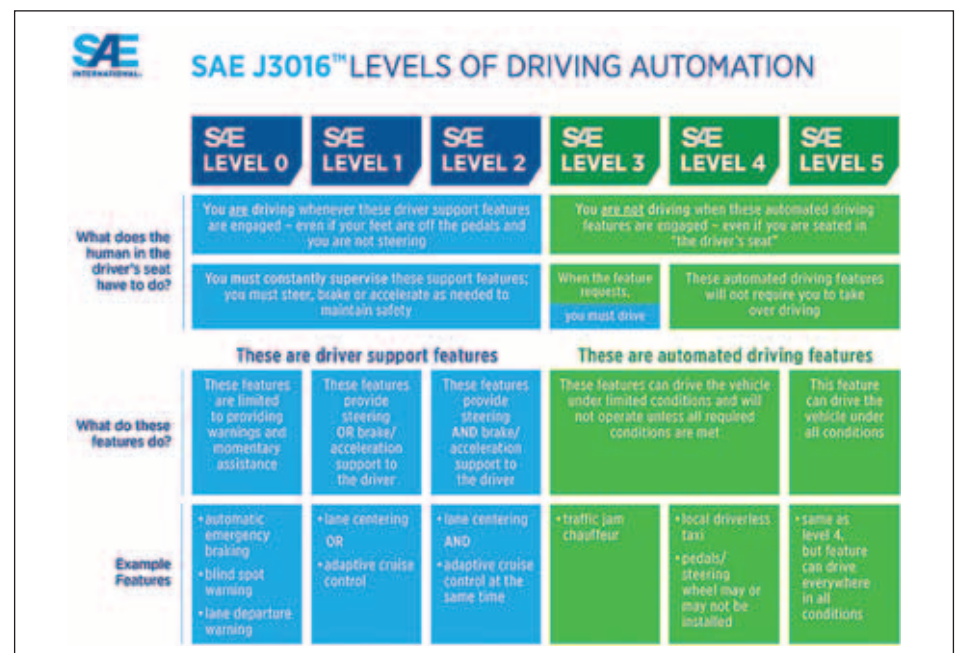 SAE
INTERNATIONAL
SAE J3016™ LEVELS OF DRIVING AUTOMATION
SAE
LEVEL 0
SAE
LEVEL 1
SAE
LEVEL 2
SAE
LEVEL 3
SAE
LEVEL 4
SAE
LEVEL 5
What does the
human in the
driver's seat
have to do?
You are driving whenever these driver support features
are engaged – even if your feet are off the pedals and
you are not steering
You are not driving when these automated driving
features are engaged – even if you are seated in
"the driver's seat"
You must constantly supervise these support features;
you must steer, brake or accelerate as needed to
maintain safety
When the feature
requests,
you must drive
These automated driving features
will not require you to take
over driving
These are driver support features
These are automated driving features
What do these
features do?
These features
are limited
to providing
warnings and
momentary
assistance
These features
provide
steering
OR brake/
acceleration
support to
the driver
These features
provide
steering
AND brake/
acceleration
support to
the driver
These features can drive the vehicle
under limited conditions and will
not operate unless all required
conditions are met
This feature
can drive the
vehicle under
all conditions
Example
Features
•automatic
emergency
braking
•blind spot
warning
•lane departure
warning
•lane centering
OR
•adaptive cruise
control
•lane centering
AND
•adaptive cruise
control at the
same time
•traffic jam
chauffeur
•local driverless
taxi
•pedals/
steering
wheel may or
may not be
installed
•same as
level 4,
but feature
can drive
everywhere
in all
conditions